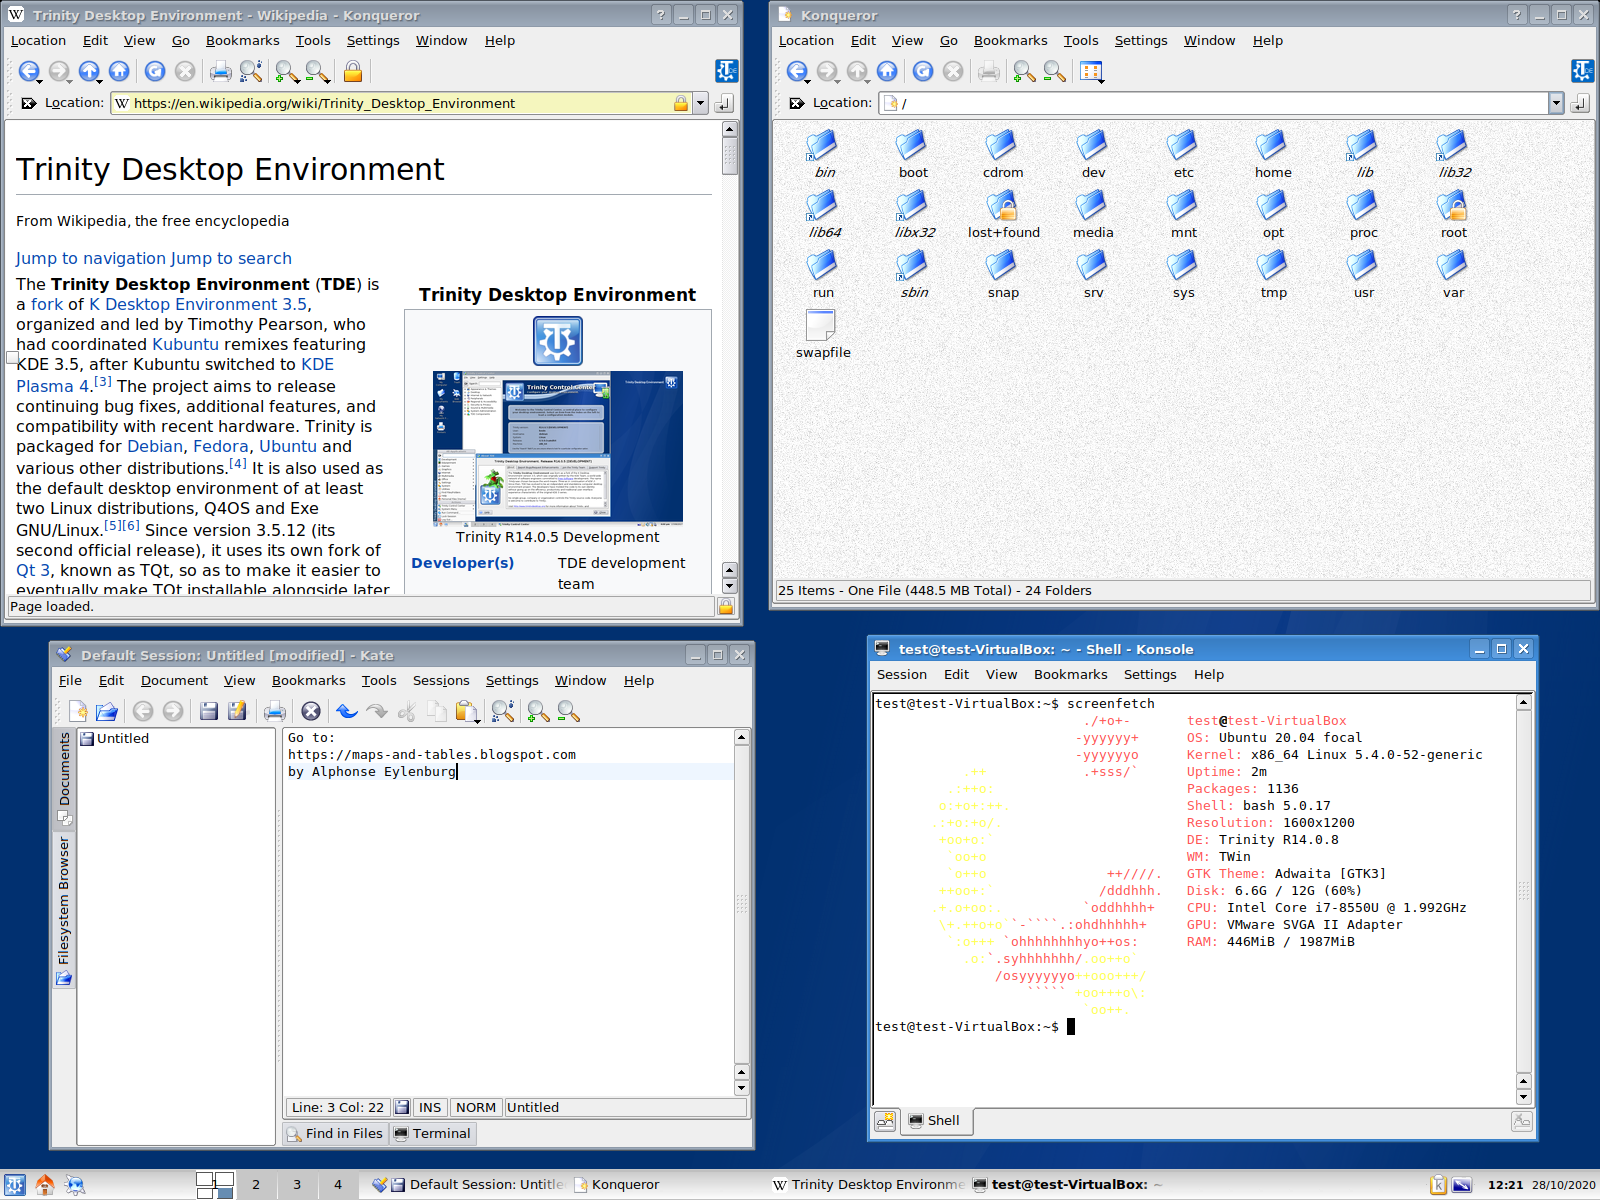 Trinity Desktop Environment - Wikipedia - Konqueror
Location Edit View Go Bookmarks Tools Settings Window Help
Location: https://en.wikipedia.org/wiki/Trinity_Desktop_Environment
Trinity Desktop Environment
From Wikipedia, the free encyclopedia
Jump to navigation Jump to search
The Trinity Desktop Environment (TDE) is
a fork of K Desktop Environment 3.5,
organized and led by Timothy Pearson, who
had coordinated Kubuntu remixes featuring
KDE 3.5, after Kubuntu switched to KDE
Plasma 4.[3] The project aims to release
continuing bug fixes, additional features, and
compatibility with recent hardware. Trinity is
packaged for Debian, Fedora, Ubuntu and
various other distributions.[4] It is also used as
the default desktop environment of at least
two Linux distributions, Q4OS and Exe
GNU/Linux.[5][6] Since version 3.5.12 (its
second official release), it uses its own fork of
Qt 3, known as TQt, so as to make it easier to
eventually make TQt installable alongside later
Trinity Desktop Environment
Trinity Control Center
Trinity R14.0.5 Development
Developer(s) TDE development
team
Page loaded.
Konqueror
Location Edit View Go Bookmarks Tools Settings Window Help
Location: /
bin boot cdrom dev etc home lib lib32
lib64 libx32 lost+found media mnt opt proc root
run sbin snap srv sys tmp usr var
swapfile
25 Items - One File (448.5 MB Total) - 24 Folders
Default Session: Untitled [modified] - Kate
File Edit Document View Bookmarks Tools Sessions Settings Window Help
Documents
Filesystem Browser
Untitled
Go to:
https://maps-and-tables.blogspot.com
by Alphonse Eylenburg
Line: 3 Col: 22 INS NORM Untitled
Find in Files Terminal
test@test-VirtualBox: ~ - Shell - Konsole
Session Edit View Bookmarks Settings Help
test@test-VirtualBox:~$ screenfetch
test@test-VirtualBox
OS: Ubuntu 20.04 focal
Kernel: x86_64 Linux 5.4.0-52-generic
Uptime: 2m
Packages: 1136
Shell: bash 5.0.17
Resolution: 1600x1200
DE: Trinity R14.0.8
WM: TWin
GTK Theme: Adwaita [GTK3]
Disk: 6.6G / 12G (60%)
CPU: Intel Core i7-8550U @ 1.992GHz
GPU: VMware SVGA II Adapter
RAM: 446MiB / 1987MiB
test@test-VirtualBox:~$
Shell
1 2 3 4 Default Session: Untitle Konqueror Trinity Desktop Environme test@test-VirtualBox: ~ 12:21 28/10/2020